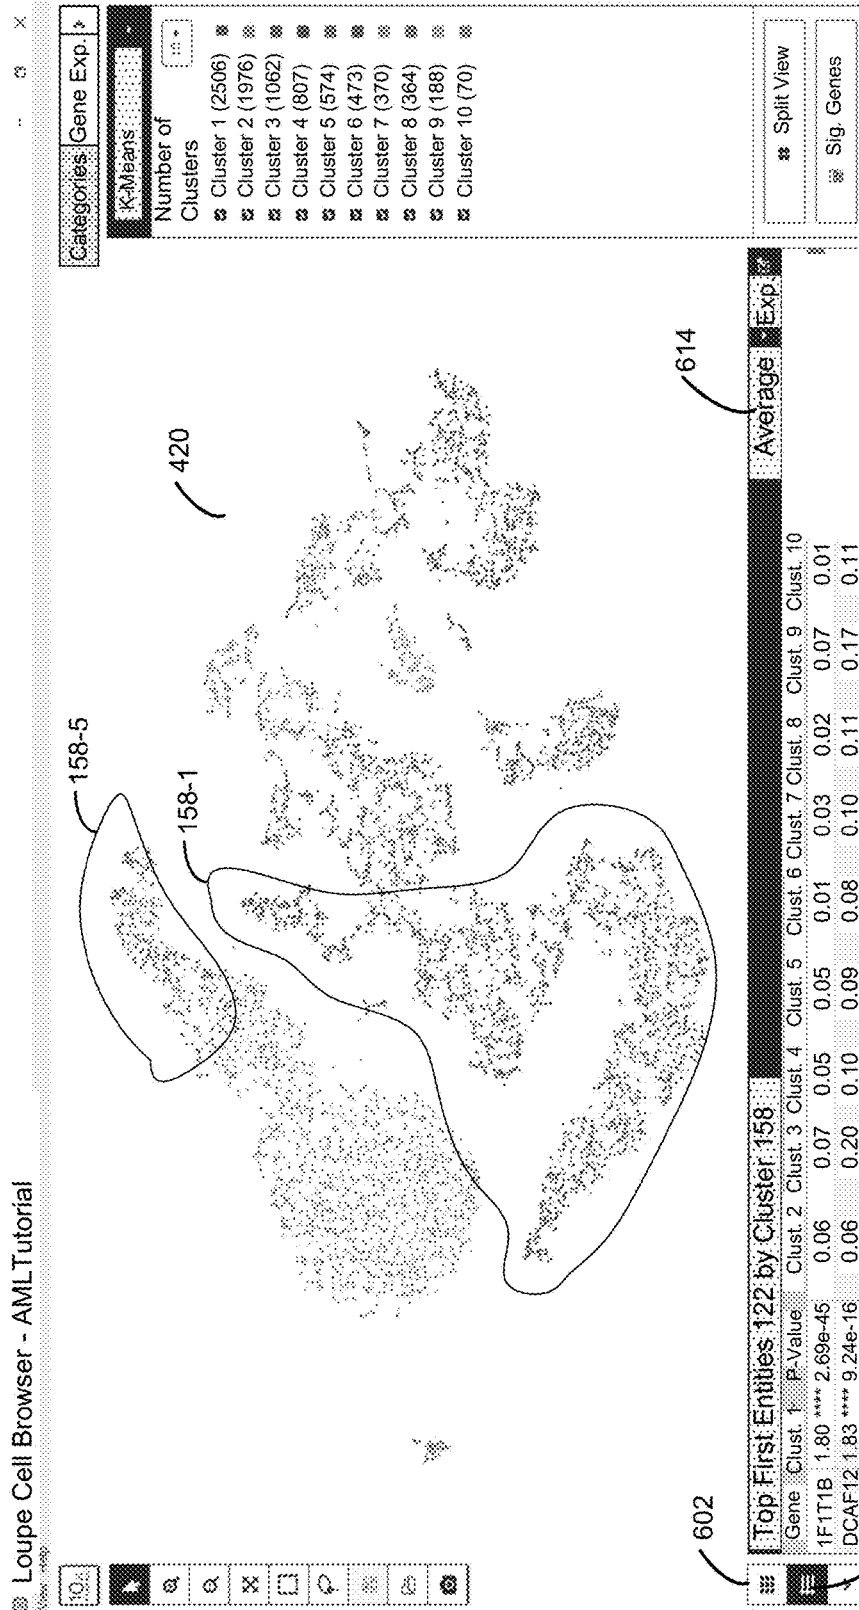 Loupe Cell Browser - AMLTutorial
View Help
10x
Categories Gene Exp.
K-Means
Number of
Clusters
Cluster 1 (2506)
Cluster 2 (1976)
Cluster 3 (1062)
Cluster 4 (807)
Cluster 5 (574)
Cluster 6 (473)
Cluster 7 (370)
Cluster 8 (364)
Cluster 9 (188)
Cluster 10 (70)
Split View
Sig. Genes
158-5
158-1
420
614
602
Top First Entities 122 by Cluster 158 Average Exp.
Gene Clust. 1 P-Value Clust. 2 Clust. 3 Clust. 4 Clust. 5 Clust. 6 Clust. 7 Clust. 8 Clust. 9 Clust. 10
1F1T1B 1.80 **** 2.69e-45 0.06 0.07 0.05 0.05 0.01 0.03 0.02 0.07 0.01
DCAF12 1.83 **** 9.24e-16 0.06 0.20 0.10 0.09 0.08 0.10 0.11 0.17 0.11